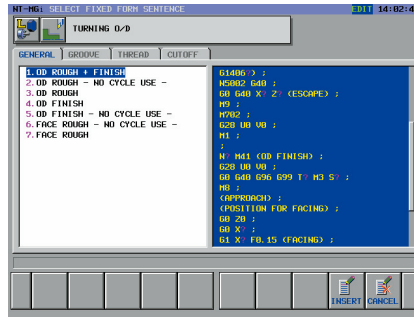 NT-MG: SELECT FIXED FORM SENTENCE
EDIT 14:02:4
TURNING O/D
GENERAL GROOVE THREAD CUTOFF
1. OD ROUGH + FINISH
2. OD ROUGH - NO CYCLE USE -
3. OD ROUGH
4. OD FINISH
5. OD FINISH - NO CYCLE USE -
6. FACE ROUGH - NO CYCLE USE -
7. FACE ROUGH
G1406?) ;
N5002 G40 ;
G0 G40 X? Z? (ESCAPE) ;
M9 ;
M702 ;
G28 U0 V0 ;
M1 ;
;
N? M41 (OD FINISH) ;
G28 U0 V0 ;
G0 G40 G96 G99 T? M3 S? ;
M8 ;
(APPROACH) ;
(POSITION FOR FACING) ;
G0 Z0 ;
G0 X? ;
G1 X? F0.15 (FACING) ;
INSERT CANCEL